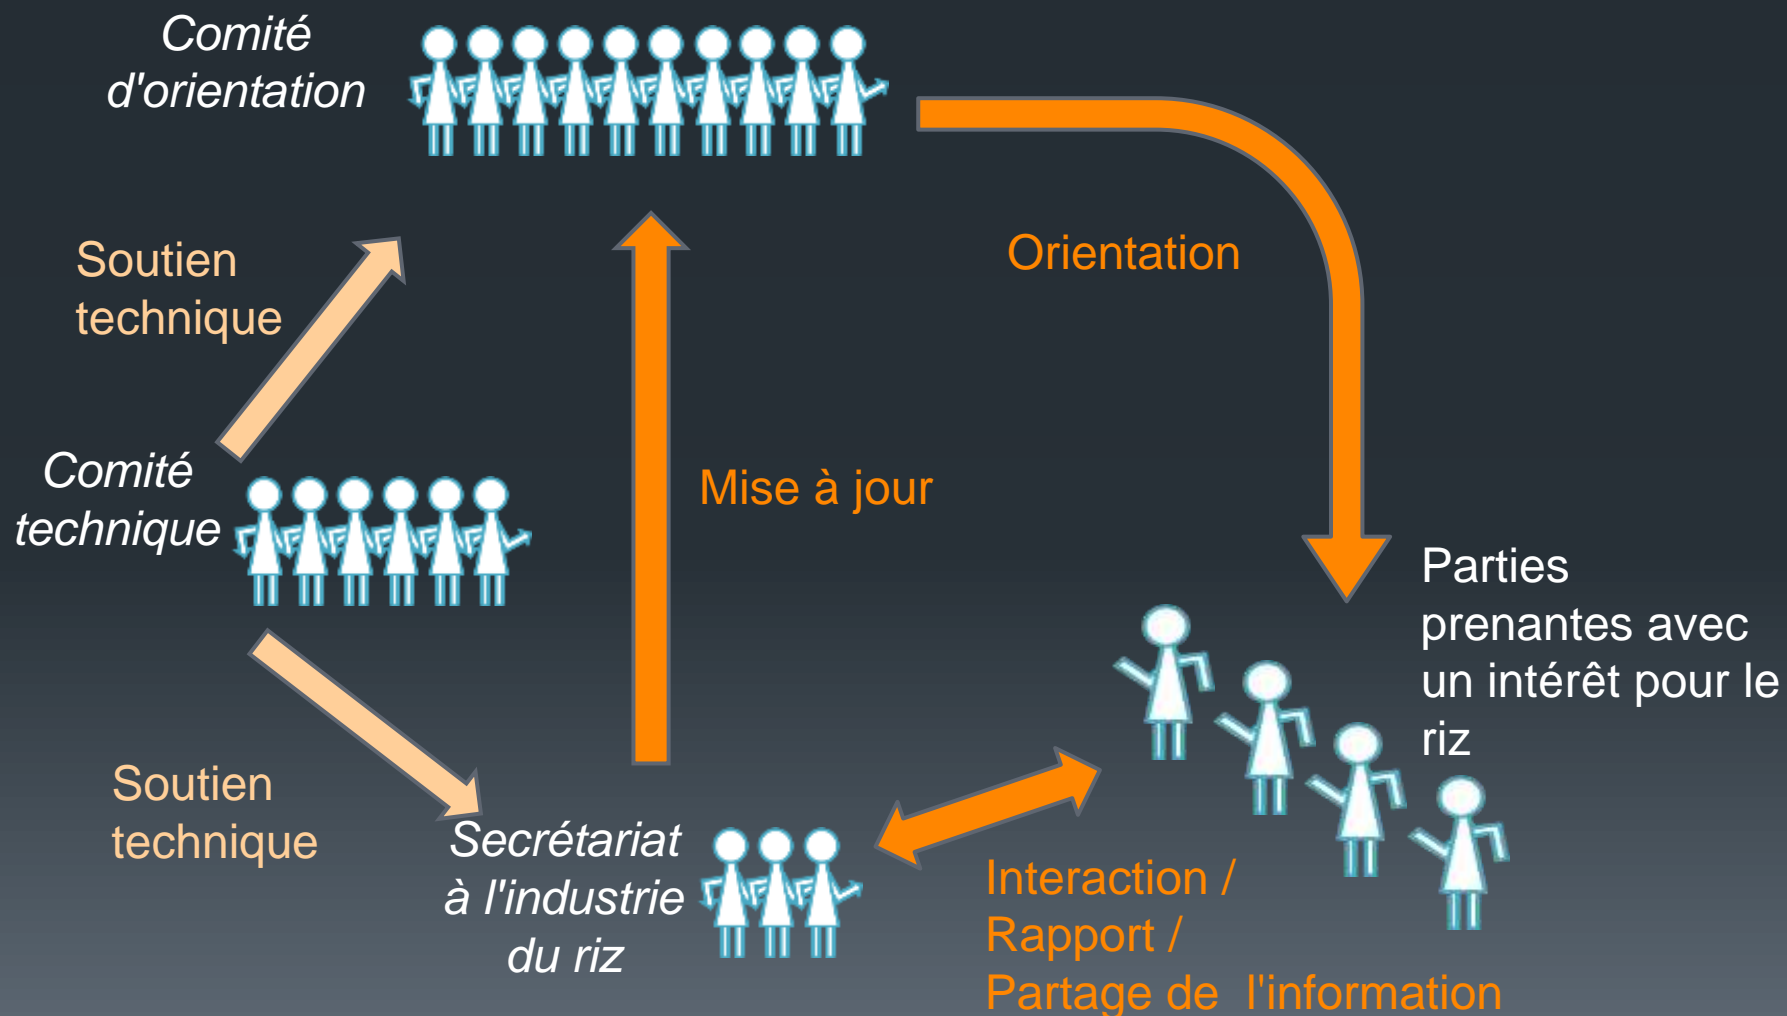 Comité
d'orientation
Soutien
technique
Orientation
Comité
technique
Mise à jour
Parties
prenantes avec
un intérêt pour le
riz
Soutien
technique
Secrétariat
à l'industrie
du riz
Interaction /
Rapport /
Partage de l'information